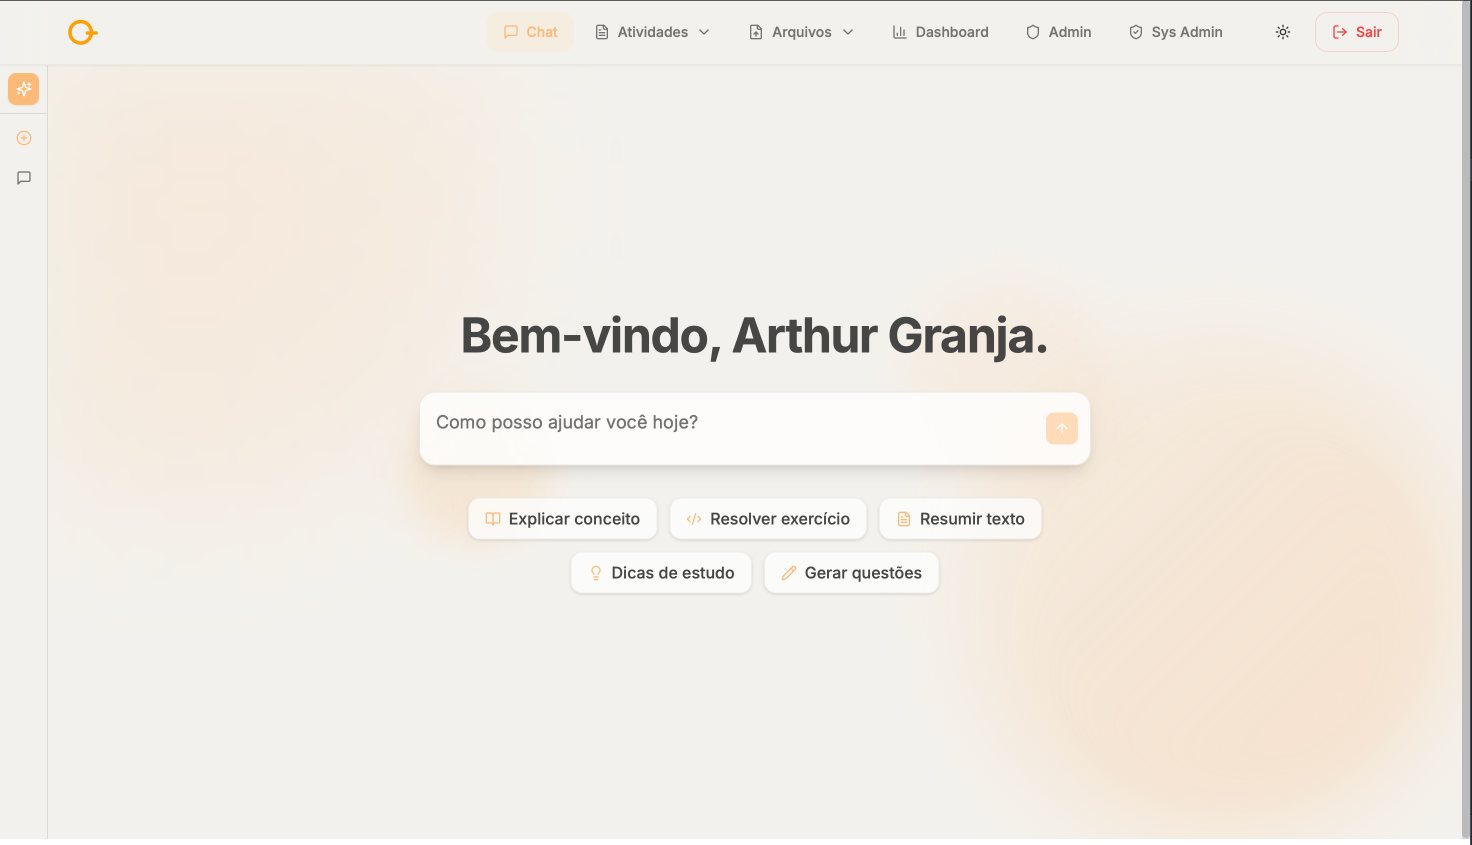 Chat Atividades Arquivos Dashboard Admin Sys Admin Sair
Bem-vindo, Arthur Granja.
Como posso ajudar você hoje?
Explicar conceito Resolver exercício Resumir texto
Dicas de estudo Gerar questões